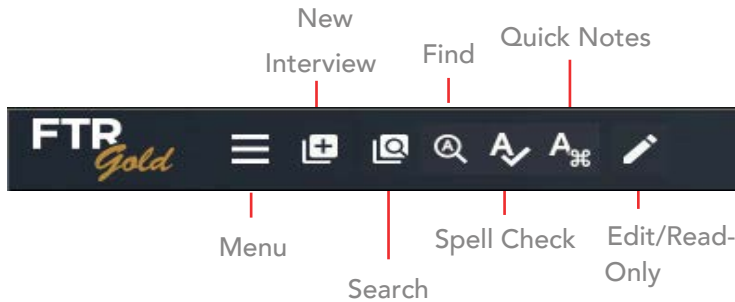 New
Interview
Find
Quick Notes
FTR
Gold
A
A
A⌘
Menu
Spell Check
Edit/Read-
Only
Search